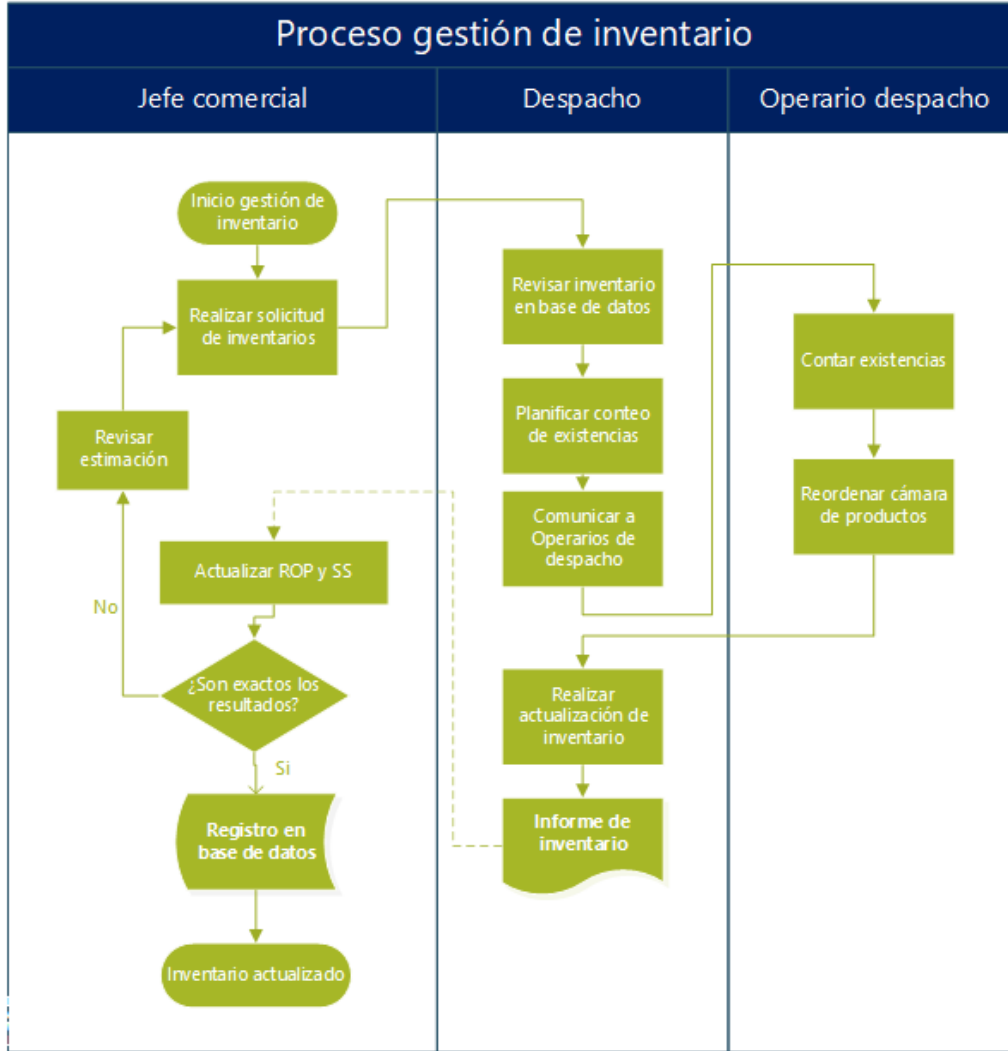 Proceso gestión de inventario
Jefe comercial
Despacho
Operario despacho
Inicio gestión de
inventario
Realizar solicitud
de inventarios
Revisar
estimación
Actualizar ROP y SS
No
¿Son exactos los
resultados?
Si
Registro en
base de datos
Inventario actualizado
Revisar inventario
en base de datos
Planificar conteo
de existencias
Comunicar a
Operarios de
despacho
Realizar
actualización de
inventario
Informe de
inventario
Contar existencias
Reordenar cámara
de productos